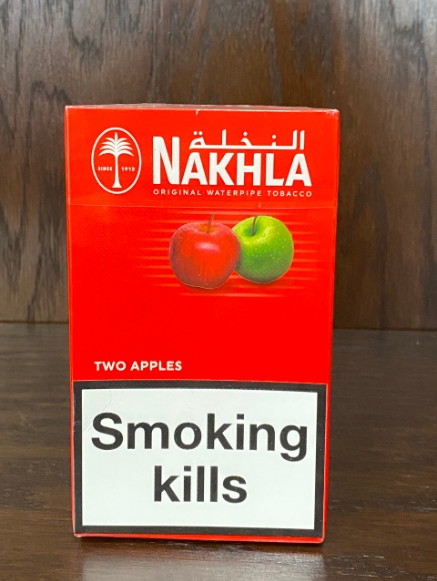 النخلة
NAKHLA
SINCE 1913
ORIGINAL WATERPIPE TOBACCO
TWO APPLES
Smoking
kills